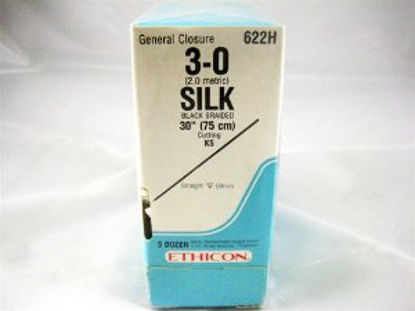 General Closure 622H
3-0
(2.0 metric)
SILK
BLACK BRAIDED
30" (75 cm)
Cutting
KS
Straight 60mm
3 DOZEN
ETHICON